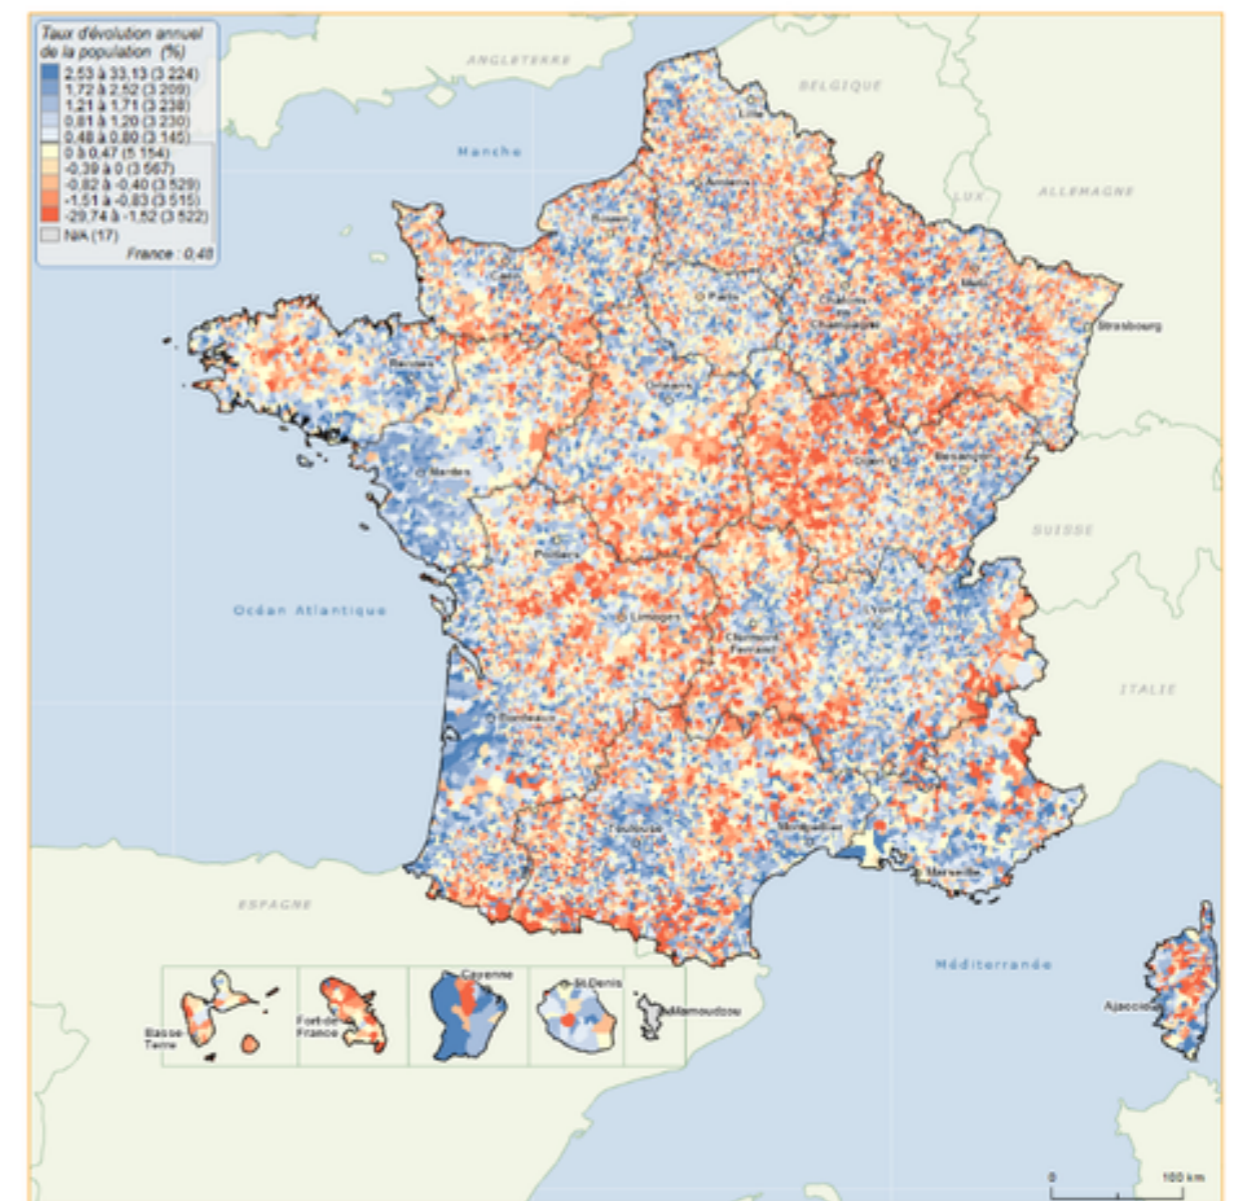 Taux d'évolution annuel
de la population (%)
2,53 à 33,13 (3 224)
1,72 à 2,52 (3 209)
1,21 à 1,71 (3 238)
0,81 à 1,20 (3 230)
0,48 à 0,80 (3 145)
0 à 0,47 (5 154)
-0,39 à 0 (3 567)
-0,82 à -0,40 (3 529)
-1,51 à -0,83 (3 515)
-29,74 à -1,52 (3 522)
N/A (17)
France : 0,48
ANGLETERRE
BELGIQUE
Lille
Manche
Amiens
LUX
ALLEMAGNE
Rouen
Caen
Metz
Paris
Châlons
en
Champagne
Strasbourg
Rennes
Orléans
Nantes
Dijon
Besançon
SUISSE
Poitiers
Océan Atlantique
Limoges
Lyon
Clermont
Ferrand
ITALIE
Bordeaux
Toulouse
Montpellier
Marseille
ESPAGNE
Méditerranée
Cayenne
St Denis
Ajaccio
Mamoudzou
Fort-de-
France
Basse
Terre
0 100 km